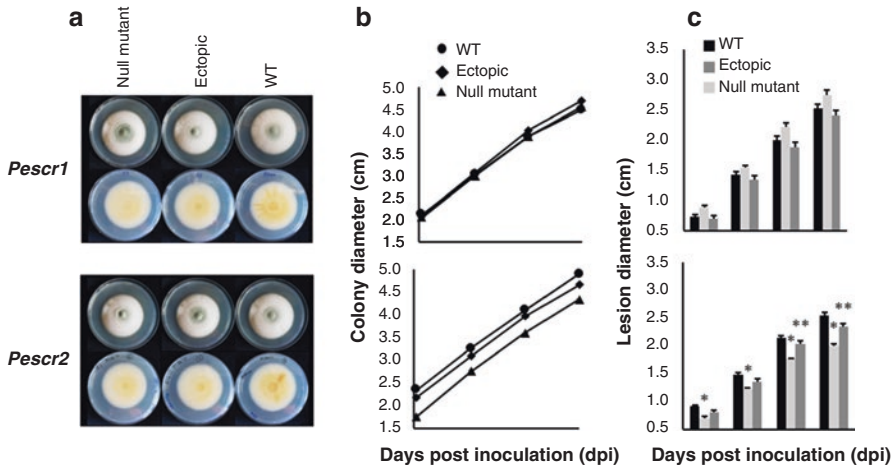 a
Null mutant
Ectopic
WT
Pescr1
Pescr2
b
WT
Ectopic
Null mutant
Colony diameter (cm)
5.0
4.5
4.0
3.5
3.0
2.5
2.0
1.5
5.0
4.5
4.0
3.5
3.0
2.5
2.0
1.5
Days post inoculation (dpi)
c
WT
Ectopic
Null mutant
Lesion diameter (cm)
3.5
3.0
2.5
2.0
1.5
1.0
0.5
3.5
3.0
2.5
2.0
1.5
1.0
0.5
*
*
*
**
*
**
Days post inoculation (dpi)